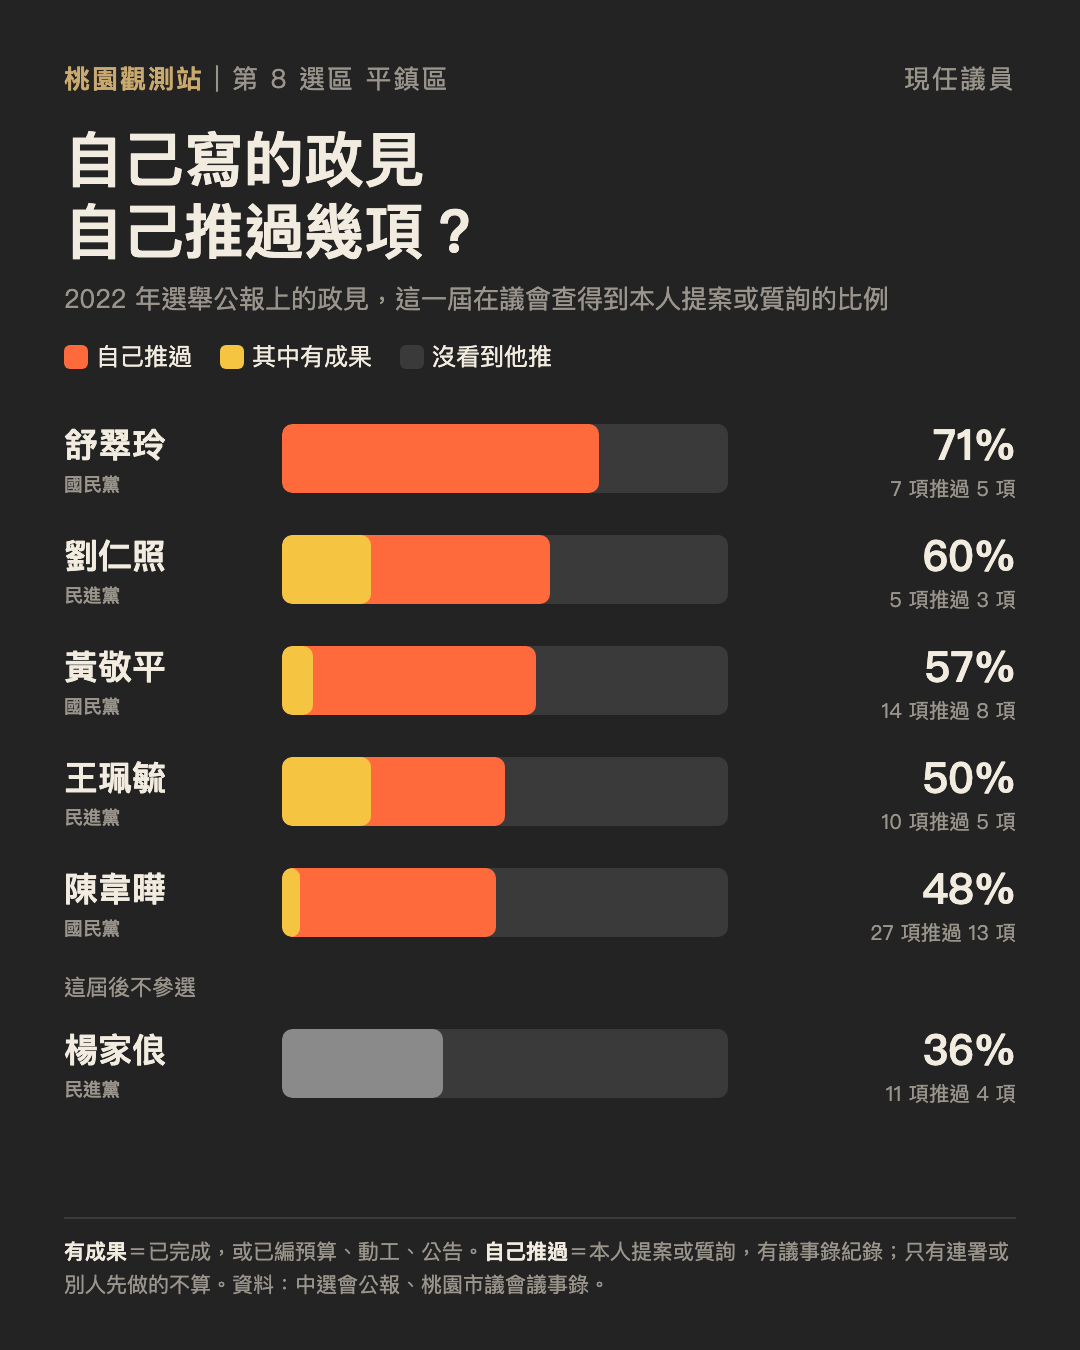 桃園觀測站｜第 8 選區 平鎮區
現任議員
自己寫的政見
自己推過幾項？
2022 年選舉公報上的政見，這一屆在議會查得到本人提案或質詢的比例
自己推過 其中有成果 沒看到他推
舒翠玲
國民黨
71%
7 項推過 5 項
劉仁照
民進黨
60%
5 項推過 3 項
黃敬平
國民黨
57%
14 項推過 8 項
王珮毓
民進黨
50%
10 項推過 5 項
陳韋曄
國民黨
48%
27 項推過 13 項
這屆後不參選
楊家俍
民進黨
36%
11 項推過 4 項
有成果＝已完成，或已編預算、動工、公告。自己推過＝本人提案或質詢，有議事錄紀錄；只有連署或
別人先做的不算。資料：中選會公報、桃園市議會議事錄。